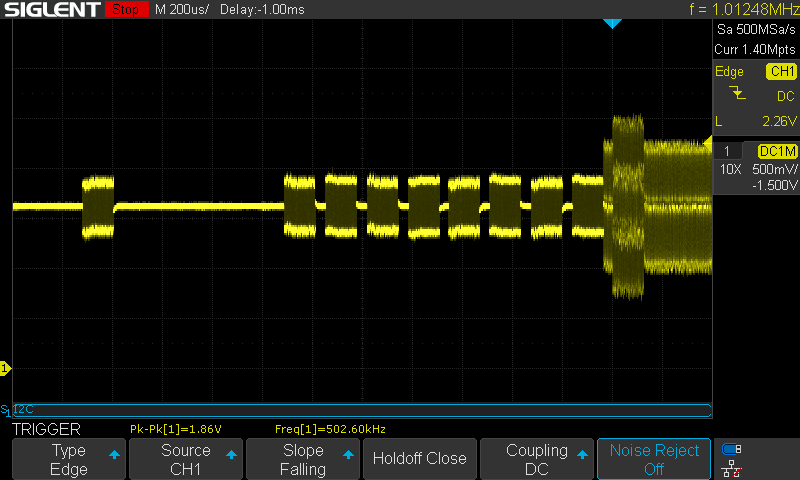 SIGLENT Stop M 200us/ Delay:-1.00ms f = 1.01248MHz
Sa 500MSa/s
Curr 1.40Mpts
Edge CH1
DC
L 2.26V
1 DC1M
10X 500mV/
-1.500V
1
S1 I2C
TRIGGER Pk-Pk[1]=1.86V Freq[1]=502.60kHz
Type Source Slope Holdoff Close Coupling Noise Reject
Edge CH1 Falling DC Off